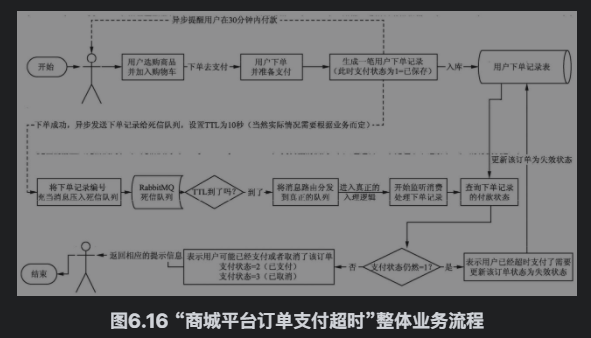 异步提醒用户在30分钟内付款
开始
用户选购商品
并加入购物车
下单去支付
用户下单
并准备支付
生成一笔用户下单记录
(此时支付状态为1=已保存)
入库
用户下单记录表
下单成功，异步发送下单记录给死信队列，设置TTL为10秒（当然实际情况需要根据业务而定）
更新该订单为失效状态
将下单记录编号
充当消息压入死信队列
RabbitMQ
死信队列
TTL到了吗?
到了
将消息路由分发
到真正的队列
进入真正的
入理逻辑
开始监听消费
处理下单记录
查询下单记录
的付款状态
结束
返回相应的提示信息
表示用户可能已经支付或者取消了该订单
支付状态=2（已支付）
支付状态=3（已取消）
否
支付状态仍然=1?
是
表示用户已经超时支付了需要
更新该订单状态为失效状态
图6.16 “商城平台订单支付超时”整体业务流程